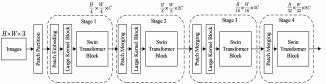 H×W×3
Images
Patch Partition
Stage 1
Patch Embedding
Large Kernel Block
Swin
Transformer
Block
Stage 2
Patch Merging
Large Kernel Block
Swin
Transformer
Block
Stage 3
Patch Merging
Large Kernel Block
Swin
Transformer
Block
Stage 4
Patch Merging
Large Kernel Block
Swin
Transformer
Block